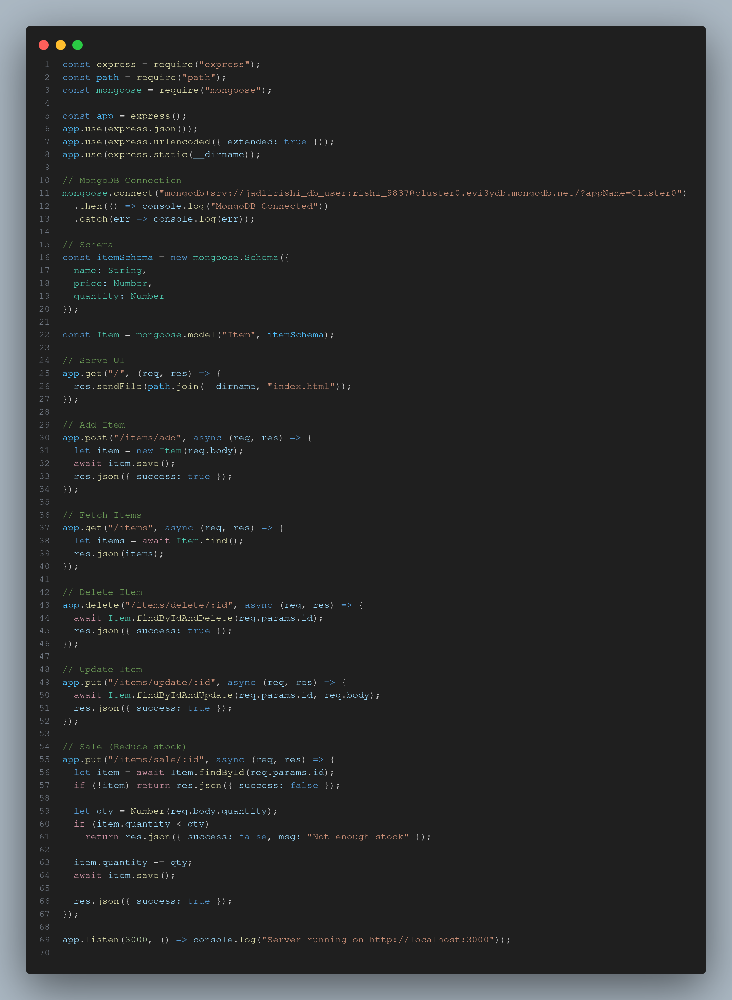 1 const express = require("express");
2 const path = require("path");
3 const mongoose = require("mongoose");
4
5 const app = express();
6 app.use(express.json());
7 app.use(express.urlencoded({ extended: true }));
8 app.use(express.static(__dirname));
9
10 // MongoDB Connection
11 mongoose.connect("mongodb+srv://jadlirishi_db_user:rishi_9837@cluster0.evi3ydb.mongodb.net/?appName=Cluster0")
12   .then(() => console.log("MongoDB Connected"))
13   .catch(err => console.log(err));
14
15 // Schema
16 const itemSchema = new mongoose.Schema({
17   name: String,
18   price: Number,
19   quantity: Number
20 });
21
22 const Item = mongoose.model("Item", itemSchema);
23
24 // Serve UI
25 app.get("/", (req, res) => {
26   res.sendFile(path.join(__dirname, "index.html"));
27 });
28
29 // Add Item
30 app.post("/items/add", async (req, res) => {
31   let item = new Item(req.body);
32   await item.save();
33   res.json({ success: true });
34 });
35
36 // Fetch Items
37 app.get("/items", async (req, res) => {
38   let items = await Item.find();
39   res.json(items);
40 });
41
42 // Delete Item
43 app.delete("/items/delete/:id", async (req, res) => {
44   await Item.findByIdAndDelete(req.params.id);
45   res.json({ success: true });
46 });
47
48 // Update Item
49 app.put("/items/update/:id", async (req, res) => {
50   await Item.findByIdAndUpdate(req.params.id, req.body);
51   res.json({ success: true });
52 });
53
54 // Sale (Reduce stock)
55 app.put("/items/sale/:id", async (req, res) => {
56   let item = await Item.findById(req.params.id);
57   if (!item) return res.json({ success: false });
58
59   let qty = Number(req.body.quantity);
60   if (item.quantity < qty)
61     return res.json({ success: false, msg: "Not enough stock" });
62
63   item.quantity -= qty;
64   await item.save();
65
66   res.json({ success: true });
67 });
68
69 app.listen(3000, () => console.log("Server running on http://localhost:3000"));
70